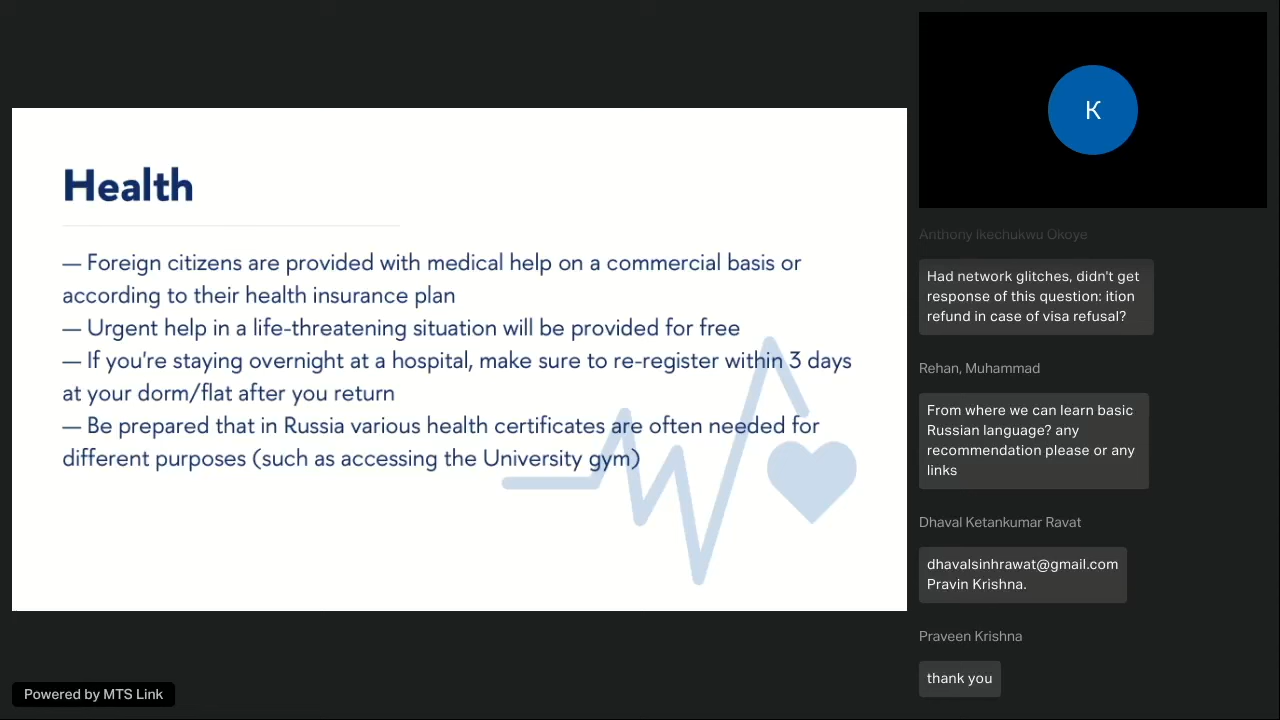 Health
— Foreign citizens are provided with medical help on a commercial basis or
according to their health insurance plan
— Urgent help in a life-threatening situation will be provided for free
— If you're staying overnight at a hospital, make sure to re-register within 3 days
at your dorm/flat after you return
— Be prepared that in Russia various health certificates are often needed for
different purposes (such as accessing the University gym)
Powered by MTS Link
K
Anthony Ikechukwu Okoye
Had network glitches, didn't get
response of this question: ition
refund in case of visa refusal?
Rehan, Muhammad
From where we can learn basic
Russian language? any
recommendation please or any
links
Dhaval Ketankumar Ravat
dhavalsinhrawat@gmail.com
Pravin Krishna.
Praveen Krishna
thank you